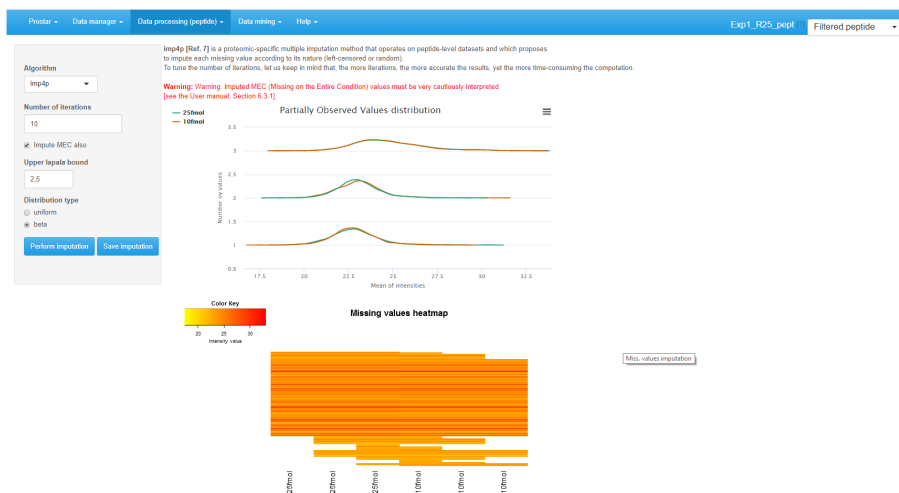 Prostar Data manager Data processing (peptide) Data mining Help Exp1_R25_pept [?] Filtered.peptide
imp4p [Ref. 7] is a proteomic-specific multiple imputation method that operates on peptide-level datasets and which proposes
to impute each missing value according to its nature (left-censored or random).
To tune the number of iterations, let us keep in mind that, the more iterations, the more accurate the results, yet the more time-consuming the computation.
Warning: Warning: Imputed MEC (Missing on the Entire Condition) values must be very cautiously interpreted
[see the User manual, Section 6.3.1]
Algorithm
imp4p
Number of iterations
10
Impute MEC also
Upper lapala bound
2,5
Distribution type
uniform
beta
Perform imputation Save imputation
Partially Observed Values distribution
25fmol
10fmol
Number ov values
3.5
3
2.5
2
1.5
1
0.5
17.5 20 22.5 25 27.5 30 32.5
Mean of intensities
Color Key
20 25 30
Intensity value
Missing values heatmap
Miss. values imputation
25fmol
25fmol
25fmol
10fmol
10fmol
10fmol